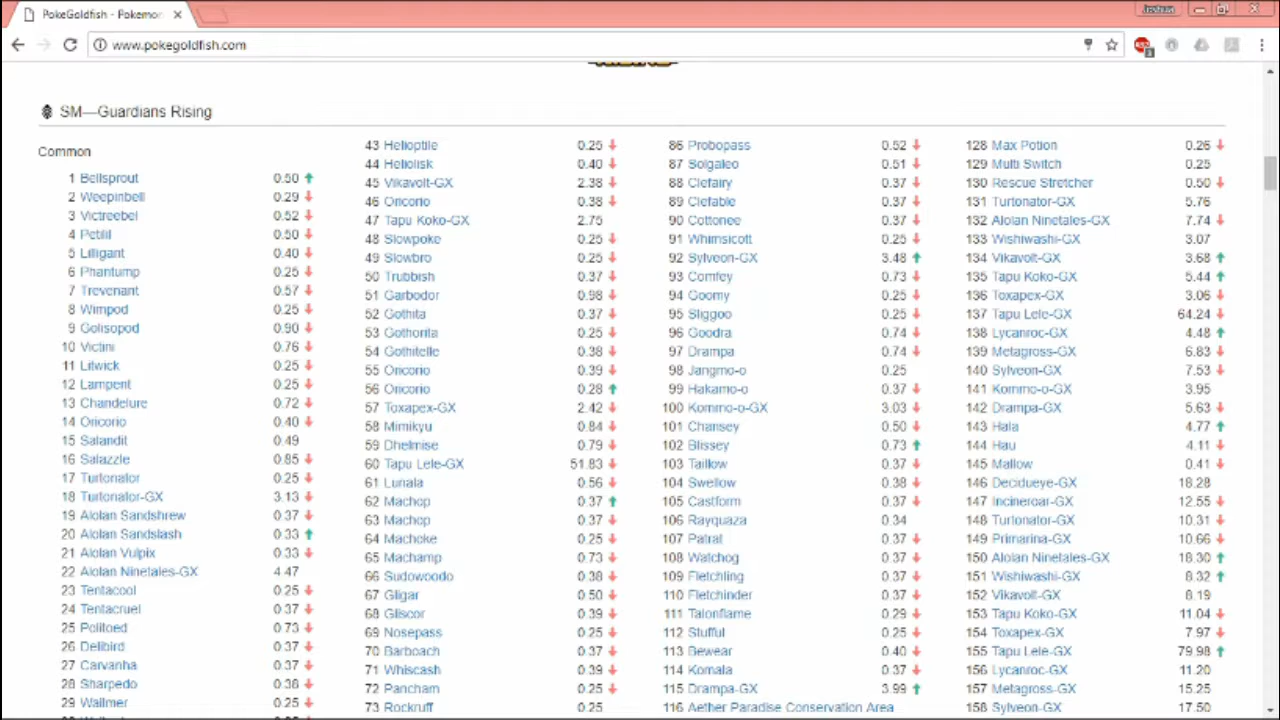 PokeGoldfish - Pokemo
Joshua
www.pokegoldfish.com
SM—Guardians Rising
Common
1 Bellsprout 0.50
2 Weepinbell 0.29
3 Victreebel 0.52
4 Petilil 0.50
5 Lilligant 0.40
6 Phantump 0.25
7 Trevenant 0.57
8 Wimpod 0.25
9 Golisopod 0.90
10 Victini 0.76
11 Litwick 0.25
12 Lampent 0.25
13 Chandelure 0.72
14 Oricorio 0.40
15 Salandit 0.49
16 Salazzle 0.85
17 Turtonator 0.25
18 Turtonator-GX 3.13
19 Alolan Sandshrew 0.37
20 Alolan Sandslash 0.33
21 Alolan Vulpix 0.33
22 Alolan Ninetales-GX 4.47
23 Tentacool 0.25
24 Tentacruel 0.37
25 Politoed 0.73
26 Delibird 0.37
27 Carvanha 0.37
28 Sharpedo 0.38
29 Wailmer 0.25
43 Helioptile 0.25
44 Heliolisk 0.40
45 Vikavolt-GX 2.38
46 Oricorio 0.38
47 Tapu Koko-GX 2.75
48 Slowpoke 0.25
49 Slowbro 0.25
50 Trubbish 0.37
51 Garbodor 0.98
52 Gothita 0.37
53 Gothorita 0.25
54 Gothitelle 0.38
55 Oricorio 0.39
56 Oricorio 0.28
57 Toxapex-GX 2.42
58 Mimikyu 0.84
59 Dhelmise 0.79
60 Tapu Lele-GX 51.83
61 Lunala 0.56
62 Machop 0.37
63 Machop 0.37
64 Machoke 0.25
65 Machamp 0.73
66 Sudowoodo 0.38
67 Gligar 0.50
68 Gliscor 0.39
69 Nosepass 0.25
70 Barboach 0.37
71 Whiscash 0.39
72 Pancham 0.25
73 Rockruff 0.25
86 Probopass 0.52
87 Solgaleo 0.51
88 Clefairy 0.37
89 Clefable 0.37
90 Cottonee 0.37
91 Whimsicott 0.25
92 Sylveon-GX 3.48
93 Comfey 0.73
94 Goomy 0.25
95 Sliggoo 0.25
96 Goodra 0.74
97 Drampa 0.74
98 Jangmo-o 0.25
99 Hakamo-o 0.37
100 Kommo-o-GX 3.03
101 Chansey 0.50
102 Blissey 0.73
103 Taillow 0.37
104 Swellow 0.38
105 Castform 0.37
106 Rayquaza 0.34
107 Patrat 0.37
108 Watchog 0.37
109 Fletchling 0.37
110 Fletchinder 0.37
111 Talonflame 0.29
112 Stufful 0.25
113 Bewear 0.40
114 Komala 0.37
115 Drampa-GX 3.99
116 Aether Paradise Conservation Area
128 Max Potion 0.26
129 Multi Switch 0.25
130 Rescue Stretcher 0.50
131 Turtonator-GX 5.76
132 Alolan Ninetales-GX 7.74
133 Wishiwashi-GX 3.07
134 Vikavolt-GX 3.68
135 Tapu Koko-GX 5.44
136 Toxapex-GX 3.06
137 Tapu Lele-GX 64.24
138 Lycanroc-GX 4.48
139 Metagross-GX 6.83
140 Sylveon-GX 7.53
141 Kommo-o-GX 3.95
142 Drampa-GX 5.63
143 Hala 4.77
144 Hau 4.11
145 Mallow 0.41
146 Decidueye-GX 18.28
147 Incineroar-GX 12.55
148 Turtonator-GX 10.31
149 Primarina-GX 10.66
150 Alolan Ninetales-GX 18.30
151 Wishiwashi-GX 8.32
152 Vikavolt-GX 8.19
153 Tapu Koko-GX 11.04
154 Toxapex-GX 7.97
155 Tapu Lele-GX 79.98
156 Lycanroc-GX 11.20
157 Metagross-GX 15.25
158 Sylveon-GX 17.50